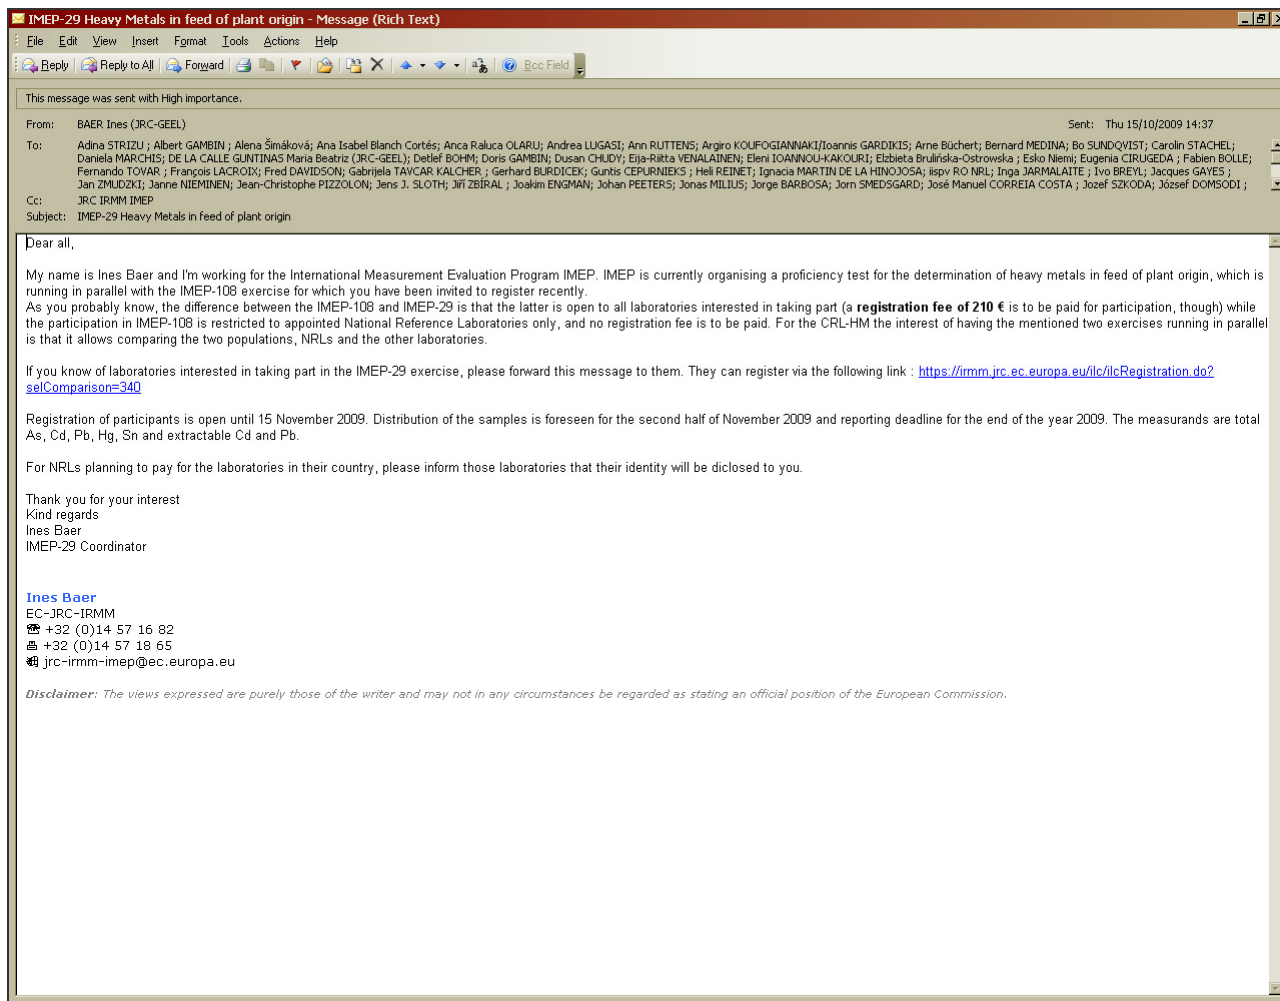 IMEP-29 Heavy Metals in feed of plant origin - Message (Rich Text)
File Edit View Insert Format Tools Actions Help
Reply Reply to All Forward Bcc Field
This message was sent with High importance.
From: BAER Ines (JRC-GEEL) Sent: Thu 15/10/2009 14:37
To: Adina STRIZU ; Albert GAMBIN ; Alena Šimáková; Ana Isabel Blanch Cortés; Anca Raluca OLARU; Andrea LUGASI; Ann RUTTENS; Argiro KOUFOGIANNAKI/Ioannis GARDIKIS; Arne Büchert; Bernard MEDINA; Bo SUNDQVIST; Carolin STACHEL;
Daniela MARCHIS; DE LA CALLE GUNTINAS Maria Beatriz (JRC-GEEL); Detlef BOHM; Doris GAMBIN; Dusan CHUDY; Eija-Riitta VENALAINEN; Eleni IOANNOU-KAKOURI; Elzbieta Brulińska-Ostrowska ; Esko Niemi; Eugenia CIRUGEDA ; Fabien BOLLE;
Fernando TOVAR ; François LACROIX; Fred DAVIDSON; Gabrijela TAVCAR KALCHER ; Gerhard BURDICEK; Guntis CEPURNIEKS ; Heli REINET; Ignacia MARTIN DE LA HINOJOSA; iispv RO NRL; Inga JARMALAITE ; Ivo BREYL; Jacques GAYES ;
Jan ZMUDZKI; Janne NIEMINEN; Jean-Christophe PIZZOLON; Jens J. SLOTH; Jiří ZBÍRAL ; Joakim ENGMAN; Johan PEETERS; Jonas MILIUS; Jorge BARBOSA; Jorn SMEDSGARD; José Manuel CORREIA COSTA ; Jozef SZKODA; József DOMSODI ;
Cc: JRC IRMM IMEP
Subject: IMEP-29 Heavy Metals in feed of plant origin
Dear all,
My name is Ines Baer and I'm working for the International Measurement Evaluation Program IMEP. IMEP is currently organising a proficiency test for the determination of heavy metals in feed of plant origin, which is
running in parallel with the IMEP-108 exercise for which you have been invited to register recently.
As you probably know, the difference between the IMEP-108 and IMEP-29 is that the latter is open to all laboratories interested in taking part (a registration fee of 210 € is to be paid for participation, though) while
the participation in IMEP-108 is restricted to appointed National Reference Laboratories only, and no registration fee is to be paid. For the CRL-HM the interest of having the mentioned two exercises running in parallel
is that it allows comparing the two populations, NRLs and the other laboratories.
If you know of laboratories interested in taking part in the IMEP-29 exercise, please forward this message to them. They can register via the following link : https://irmm.jrc.ec.europa.eu/ilc/ilcRegistration.do?
selComparison=340
Registration of participants is open until 15 November 2009. Distribution of the samples is foreseen for the second half of November 2009 and reporting deadline for the end of the year 2009. The measurands are total
As, Cd, Pb, Hg, Sn and extractable Cd and Pb.
For NRLs planning to pay for the laboratories in their country, please inform those laboratories that their identity will be diclosed to you.
Thank you for your interest
Kind regards
Ines Baer
IMEP-29 Coordinator
Ines Baer
EC-JRC-IRMM
+32 (0)14 57 16 82
+32 (0)14 57 18 65
jrc-irmm-imep@ec.europa.eu
Disclaimer: The views expressed are purely those of the writer and may not in any circumstances be regarded as stating an official position of the European Commission.